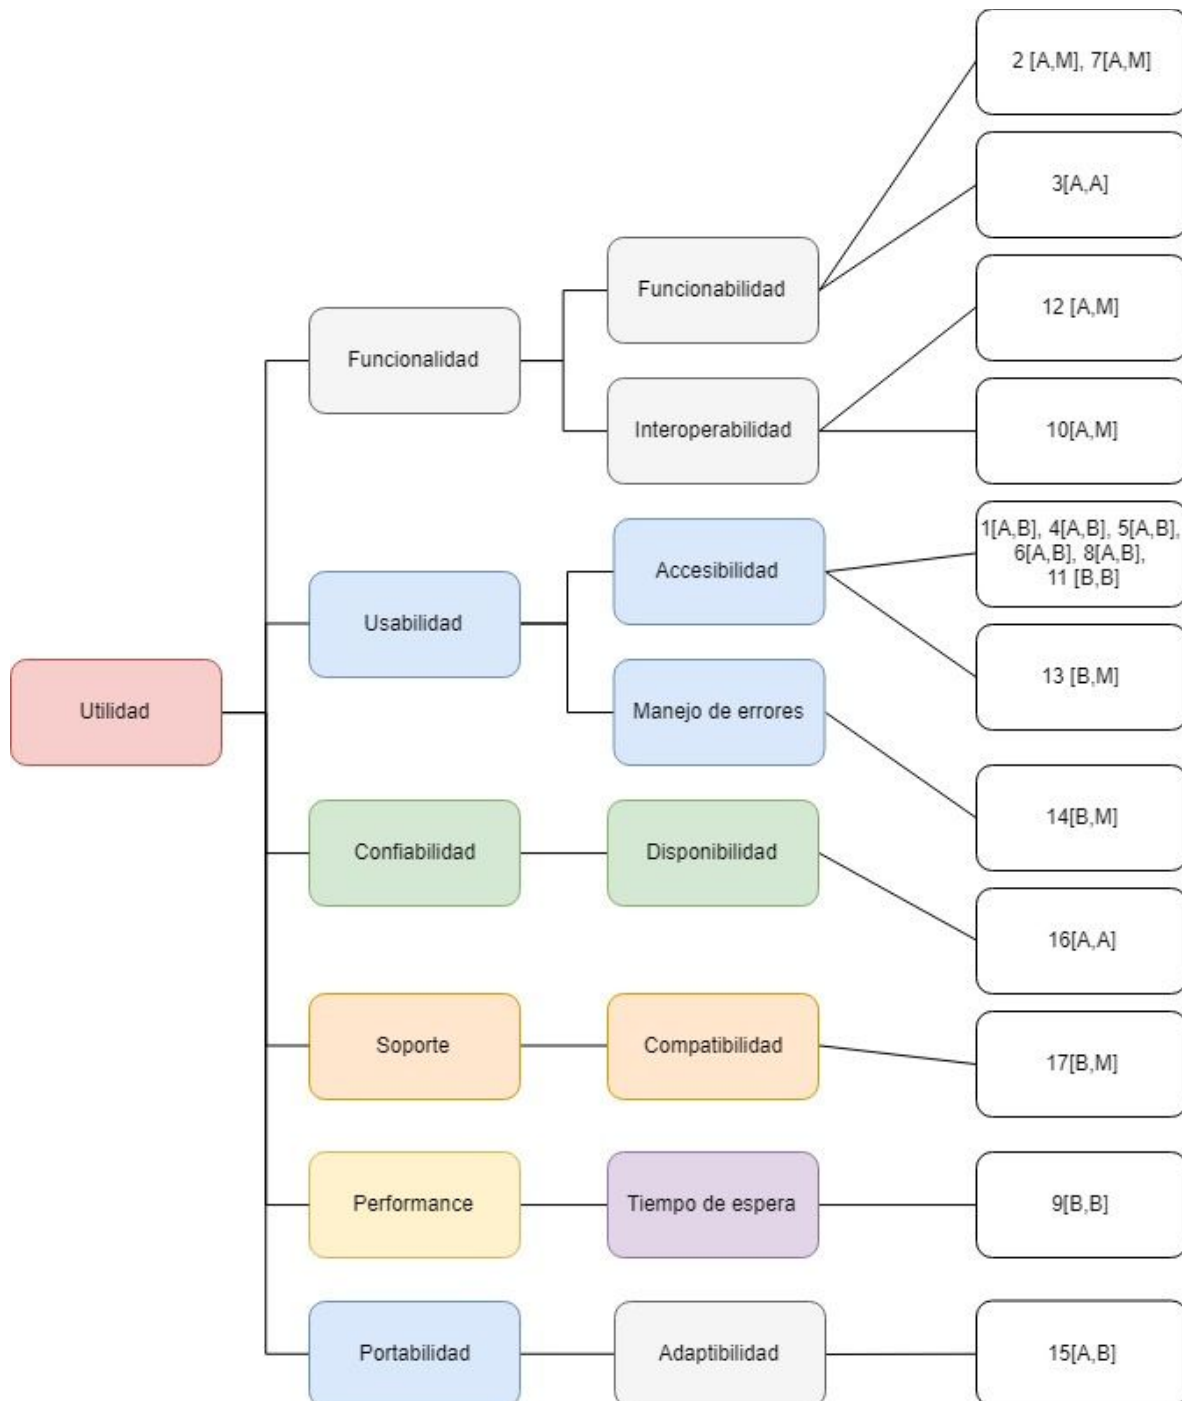 2 [A,M], 7[A,M]
3[A,A]
Funcionabilidad
12 [A,M]
Funcionalidad
Interoperabilidad
10[A,M]
1[A,B], 4[A,B], 5[A,B],
6[A,B], 8[A,B],
11 [B,B]
Accesibilidad
Usabilidad
13 [B,M]
Utilidad
Manejo de errores
14[B,M]
Confiabilidad
Disponibilidad
16[A,A]
Soporte
Compatibilidad
17[B,M]
Performance
Tiempo de espera
9[B,B]
Portabilidad
Adaptibilidad
15[A,B]